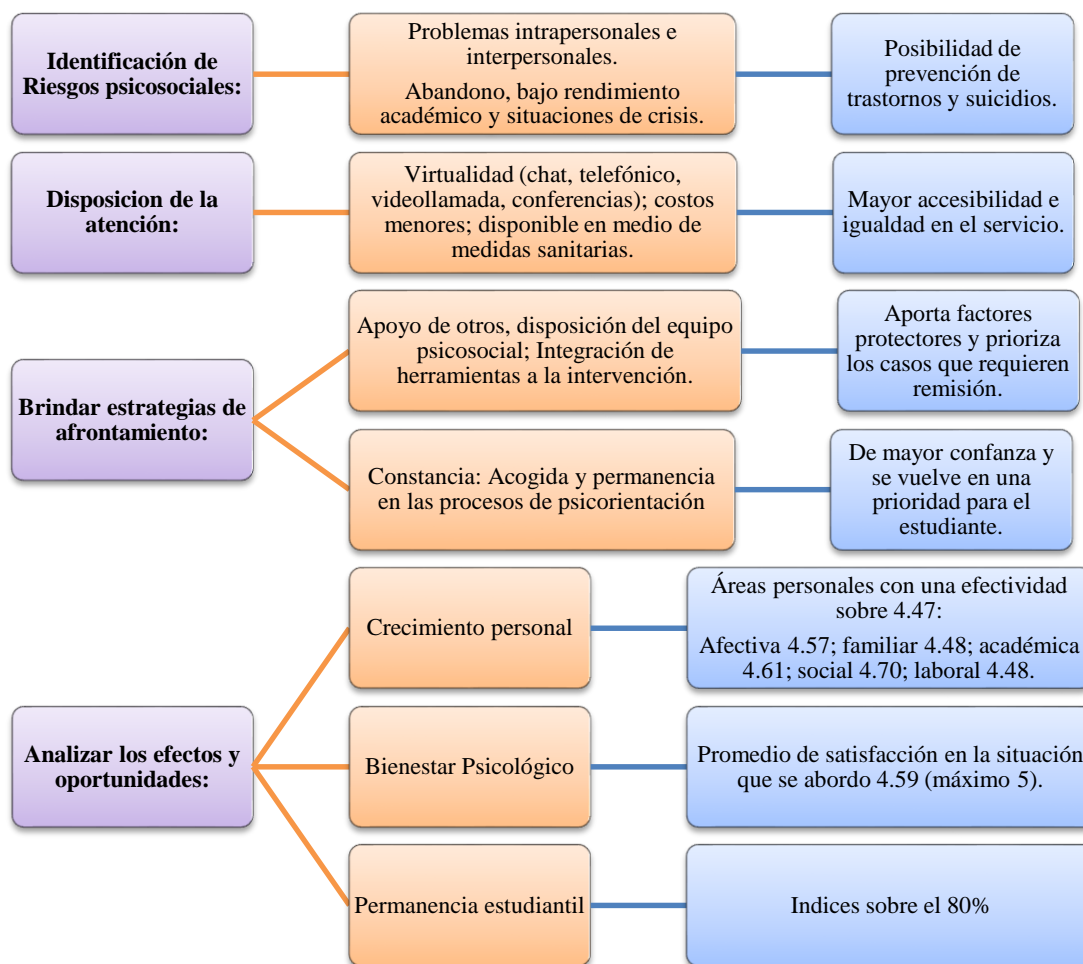 Identificación de
Riesgos psicosociales:
Problemas intrapersonales e
interpersonales.
Abandono, bajo rendimiento
académico y situaciones de crisis.
Posibilidad de
prevención de
trastornos y suicidios.
Disposicion de la
atención:
Virtualidad (chat, telefónico,
videollamada, conferencias); costos
menores; disponible en medio de
medidas sanitarias.
Mayor accesibilidad e
igualdad en el servicio.
Brindar estrategias de
afrontamiento:
Apoyo de otros, disposición del equipo
psicosocial; Integración de
herramientas a la intervención.
Aporta factores
protectores y prioriza
los casos que requieren
remisión.
Constancia: Acogida y permanencia
en las procesos de psicorientación
De mayor confanza y
se vuelve en una
prioridad para el
estudiante.
Analizar los efectos y
oportunidades:
Crecimiento personal
Áreas personales con una efectividad
sobre 4.47:
Afectiva 4.57; familiar 4.48; académica
4.61; social 4.70; laboral 4.48.
Bienestar Psicológico
Promedio de satisfacción en la situación
que se abordo 4.59 (máximo 5).
Permanencia estudiantil
Indices sobre el 80%